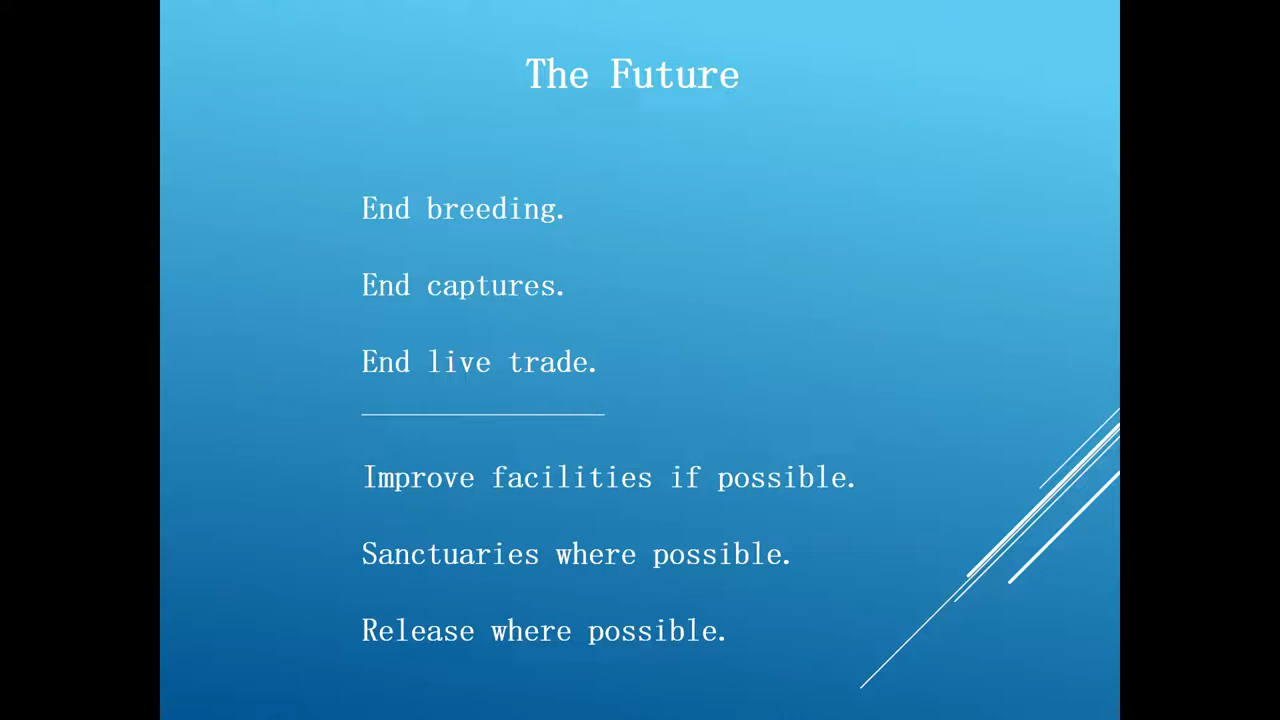 The Future
End breeding.
End captures.
End live trade.
Improve facilities if possible.
Sanctuaries where possible.
Release where possible.